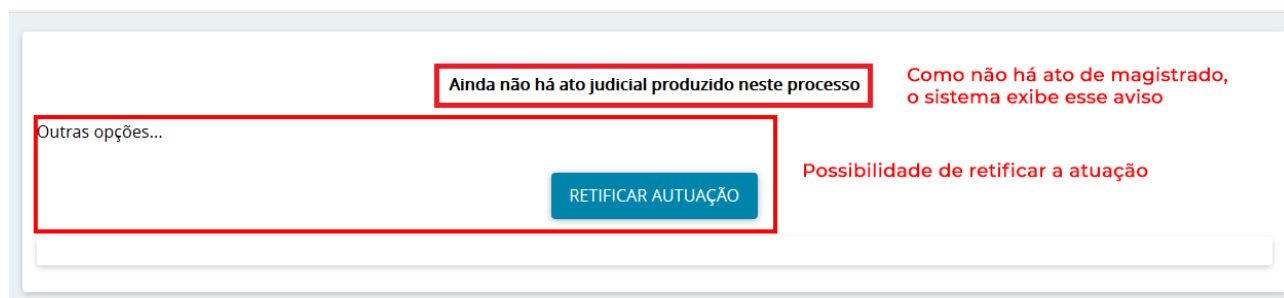 Ainda não há ato judicial produzido neste processo
Como não há ato de magistrado,
o sistema exibe esse aviso
Outras opções...
Possibilidade de retificar a atuação
RETIFICAR AUTUAÇÃO